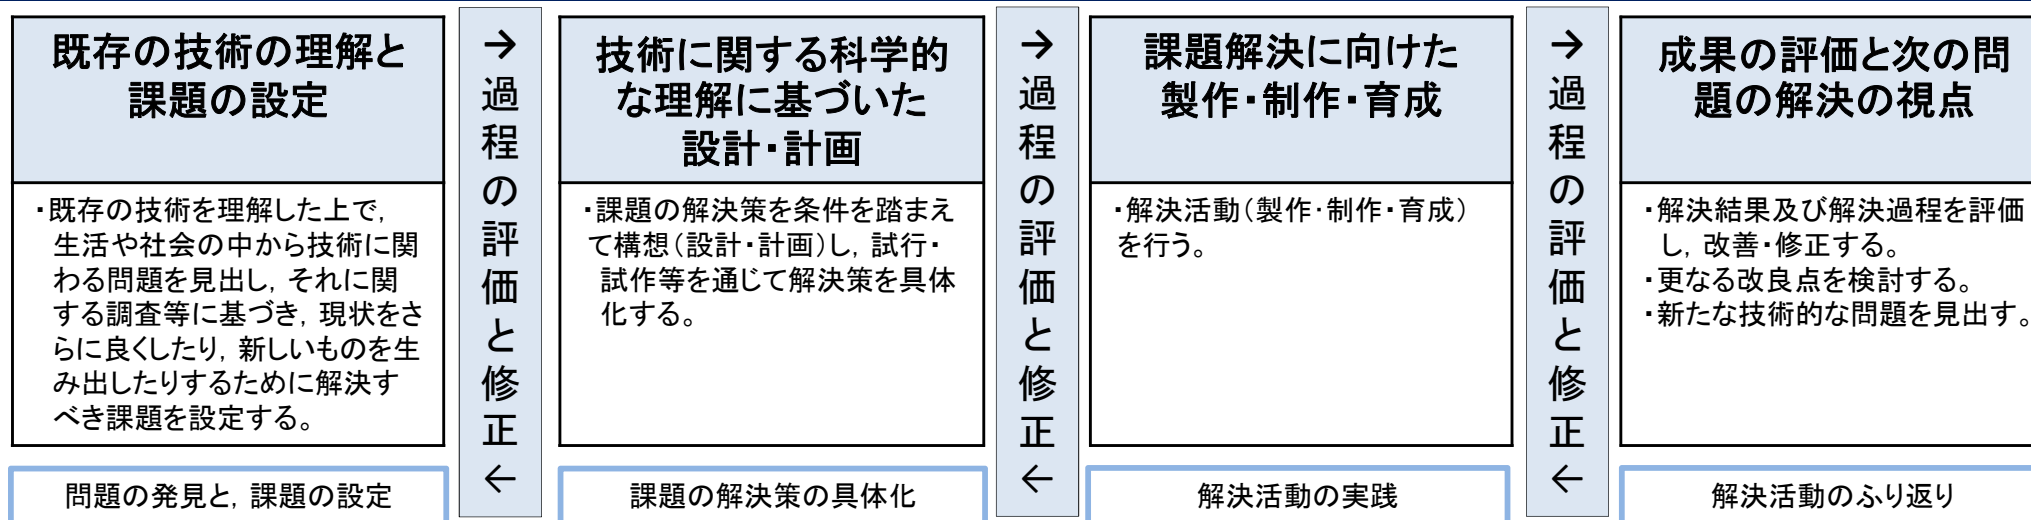 既存の技術の理解と
課題の設定
・既存の技術を理解した上で,
生活や社会の中から技術に関
わる問題を見出し, それに関
する調査等に基づき, 現状をさ
らに良くしたり, 新しいものを生
み出したりするために解決す
べき課題を設定する。
問題の発見と, 課題の設定
→過程の評価と修正←
技術に関する科学的
な理解に基づいた
設計・計画
・課題の解決策を条件を踏まえ
て構想(設計・計画)し, 試行・
試作等を通じて解決策を具体
化する。
課題の解決策の具体化
→過程の評価と修正←
課題解決に向けた
製作・制作・育成
・解決活動(製作・制作・育成)
を行う。
解決活動の実践
→過程の評価と修正←
成果の評価と次の問
題の解決の視点
・解決結果及び解決過程を評価
し, 改善・修正する。
・更なる改良点を検討する。
・新たな技術的な問題を見出す。
解決活動のふり返り